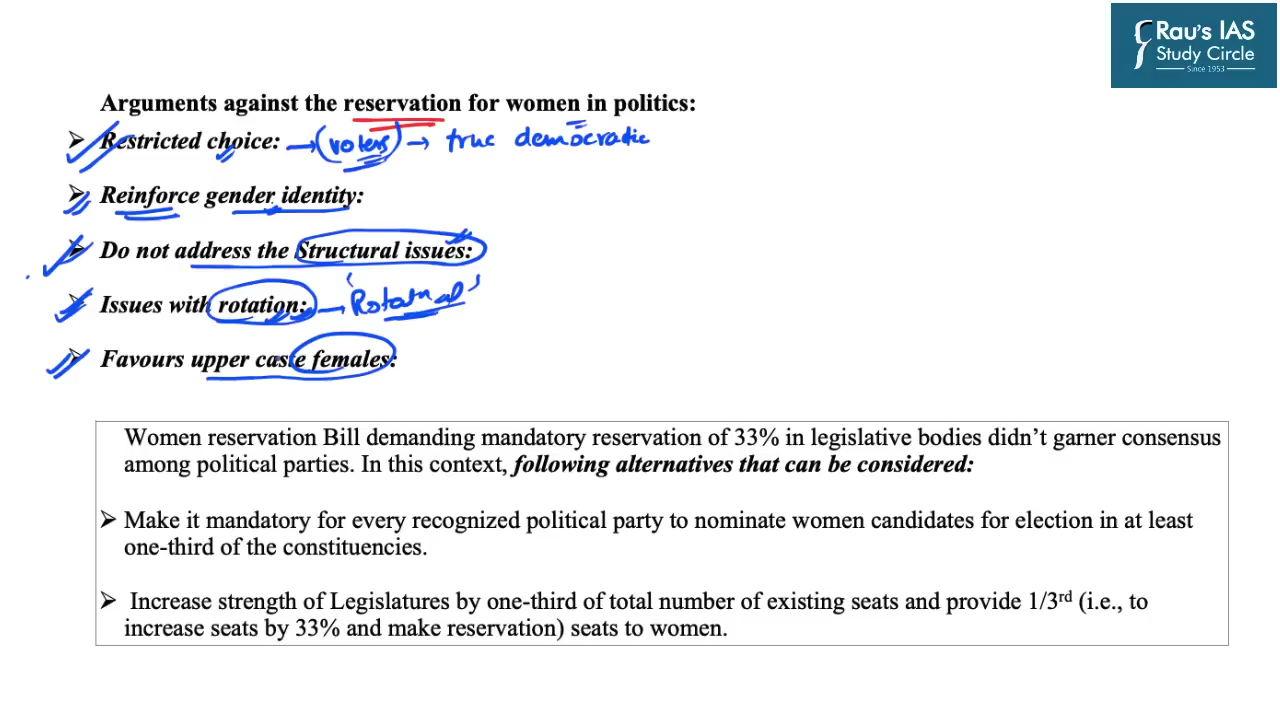 Rau's IAS
Study Circle
Since 1953
Arguments against the reservation for women in politics:
➢ Restricted choice: → (voters) → true democratic
➢ Reinforce gender identity:
➢ Do not address the Structural issues:
➢ Issues with rotation: → 'Rotational'
➢ Favours upper caste females:
Women reservation Bill demanding mandatory reservation of 33% in legislative bodies didn't garner consensus
among political parties. In this context, following alternatives that can be considered:
➢ Make it mandatory for every recognized political party to nominate women candidates for election in at least
one-third of the constituencies.
➢ Increase strength of Legislatures by one-third of total number of existing seats and provide 1/3rd (i.e., to
increase seats by 33% and make reservation) seats to women.